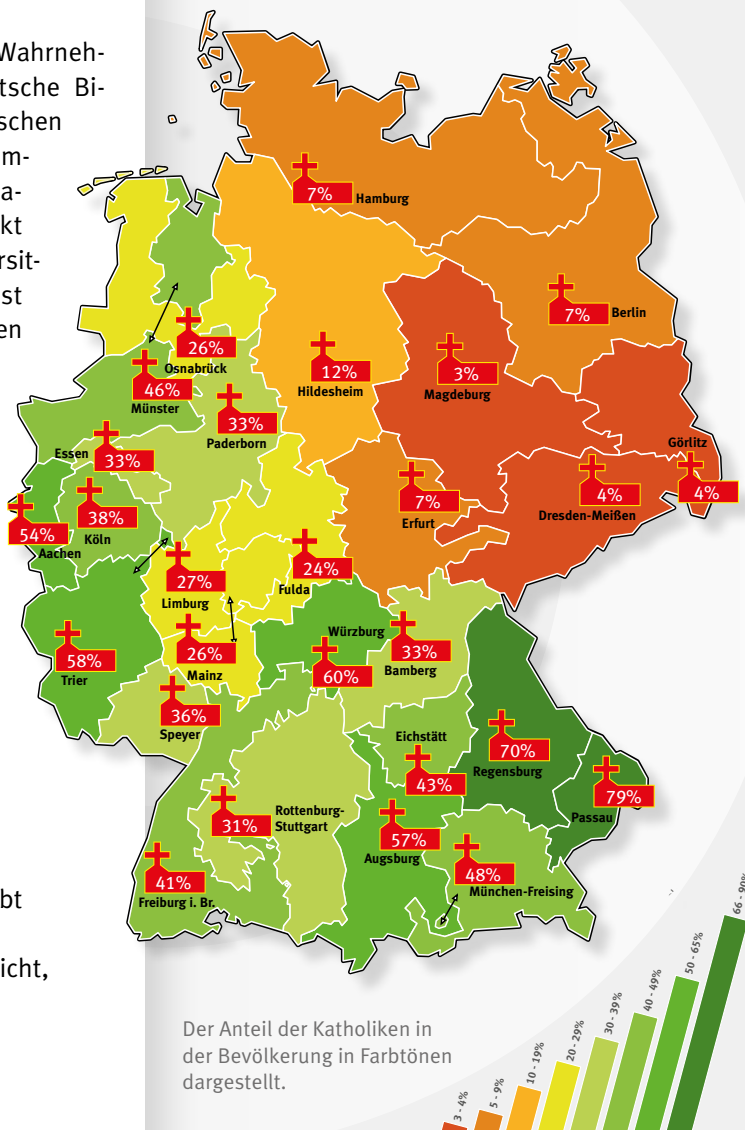 Wahrneh-
tsche Bi-
schen
m-
a-
kt
rsit-
st
en
7%
Hamburg
7%
Berlin
26%
Osnabrück
12%
Hildesheim
3%
Magdeburg
46%
Münster
33%
Paderborn
Essen
33%
Görlitz
4%
4%
Dresden-Meißen
7%
Erfurt
38%
Köln
54%
Aachen
27%
Limburg
24%
Fulda
58%
Trier
26%
Mainz
Würzburg
60%
33%
Bamberg
36%
Speyer
Eichstätt
43%
70%
Regensburg
79%
Passau
31%
Rottenburg-
Stuttgart
57%
Augsburg
41%
Freiburg i. Br.
48%
München-Freising
bt
icht,
Der Anteil der Katholiken in
der Bevölkerung in Farbtönen
dargestellt.
3 - 4%
5 - 9%
10 - 19%
20 - 29%
30 - 39%
40 - 49%
50 - 65%
66 - 90%